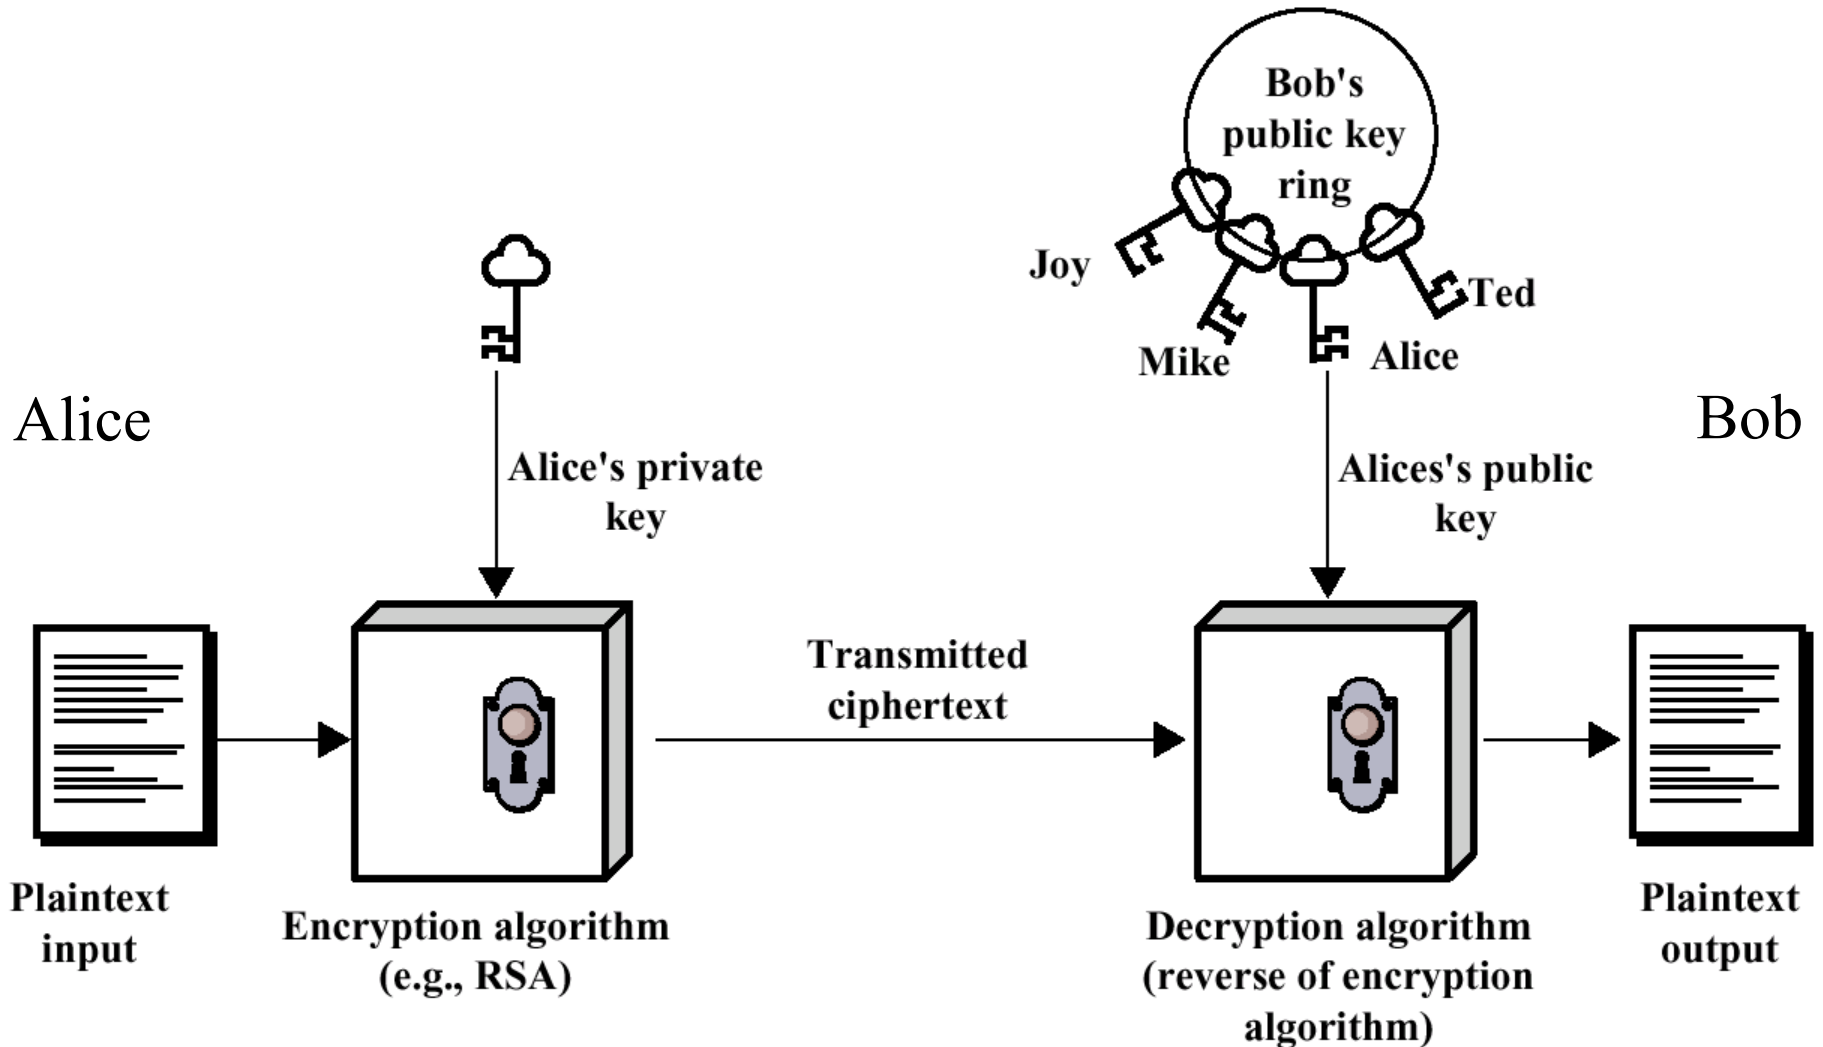 Bob's
public key
ring
Joy
Ted
Mike
Alice
Alice
Bob
Alice's private
key
Alices's public
key
Transmitted
ciphertext
Plaintext
input
Encryption algorithm
(e.g., RSA)
Decryption algorithm
(reverse of encryption
algorithm)
Plaintext
output